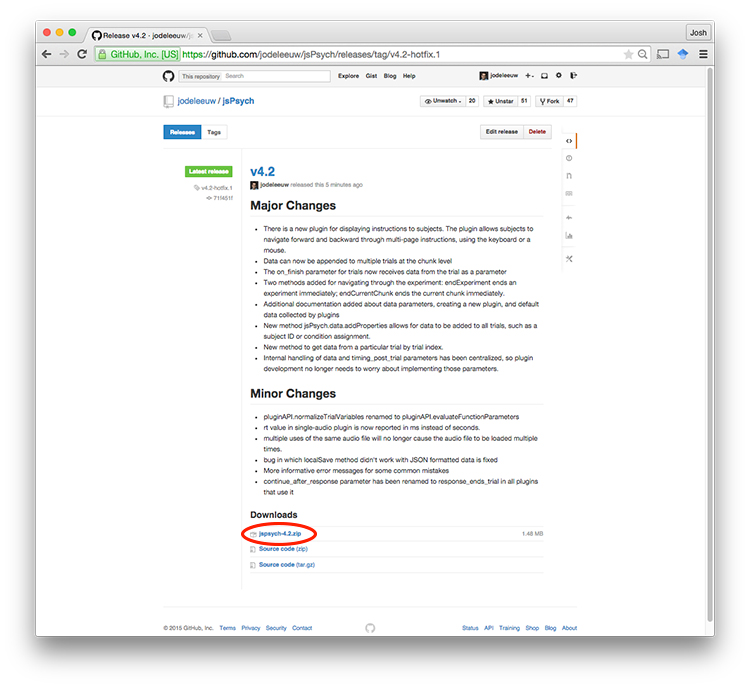 Release v4.2 · jodeleeuw/js
Josh
GitHub, Inc. [US] https://github.com/jodeleeuw/jsPsych/releases/tag/v4.2-hotfix.1
This repository Search Explore Gist Blog Help jodeleeuw
jodeleeuw / jsPsych Unwatch 20 Unstar 51 Fork 47
Releases Tags Edit release Delete
Latest release
v4.2-hotfix.1
v4.2
jodeleeuw released this 5 minutes ago
Major Changes
• There is a new plugin for displaying instructions to subjects. The plugin allows subjects to
navigate forward and backward through multi-page instructions, using the keyboard or a
mouse.
• Data can now be appended to multiple trials at the chunk level
• The on_finish parameter for trials now receives data from the trial as a parameter
• Two methods added for navigating through the experiment: endExperiment ends an
experiment immediately; endCurrentChunk ends the current chunk immediately.
• Additional documentation added about data parameters, creating a new plugin, and default
data collected by plugins
• New method jsPsych.data.addProperties allows for data to be added to all trials, such as a
subject ID or condition assignment.
• New method to get data from a particular trial by trial index.
• Internal handling of data and timing_post_trial parameters has been centralized, so plugin
development no longer needs to worry about implementing those parameters.
Minor Changes
• pluginAPI.normalizeTrialVariables renamed to pluginAPI.evaluateFunctionParameters
• rt value in single-audio plugin is now reported in ms instead of seconds.
• multiple uses of the same audio file will no longer cause the audio file to be loaded multiple
times.
• bug in which localSave method didn't work with JSON formatted data is fixed
• More informative error messages for some common mistakes
• continue_after_response parameter has been renamed to response_ends_trial in all plugins
that use it
Downloads
jspsych-4.2.zip 1.48 MB
Source code (zip)
Source code (tar.gz)
© 2015 GitHub, Inc. Terms Privacy Security Contact Status API Training Shop Blog About